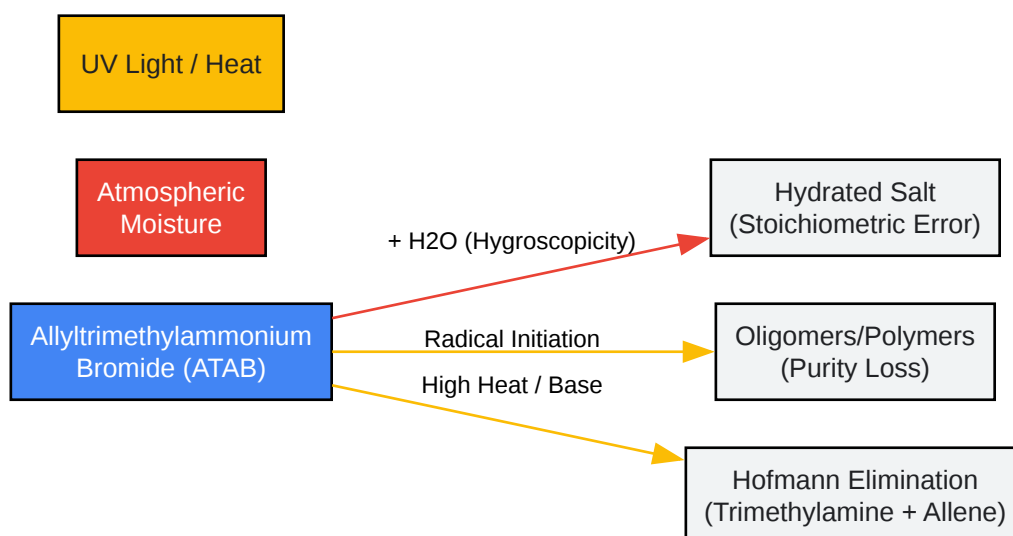 UV Light / Heat
Atmospheric
Moisture
Hydrated Salt
(Stoichiometric Error)
+ H2O (Hygroscopicity)
Allyltrimethylammonium
Bromide (ATAB)
Radical Initiation
Oligomers/Polymers
(Purity Loss)
High Heat / Base
Hofmann Elimination
(Trimethylamine + Allene)